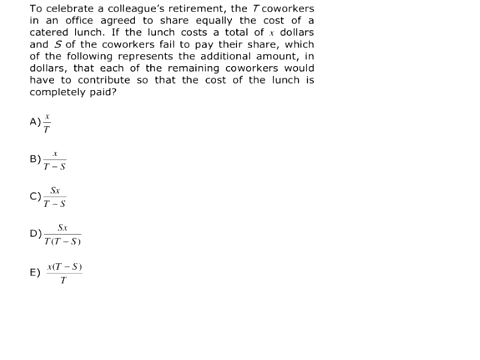 To celebrate a colleague's retirement, the T coworkers
in an office agreed to share equally the cost of a
catered lunch. If the lunch costs a total of x dollars
and S of the coworkers fail to pay their share, which
of the following represents the additional amount, in
dollars, that each of the remaining coworkers would
have to contribute so that the cost of the lunch is
completely paid?
A) x/T
B) x/(T − S)
C) Sx/(T − S)
D) Sx/(T(T − S))
E) x(T − S)/T